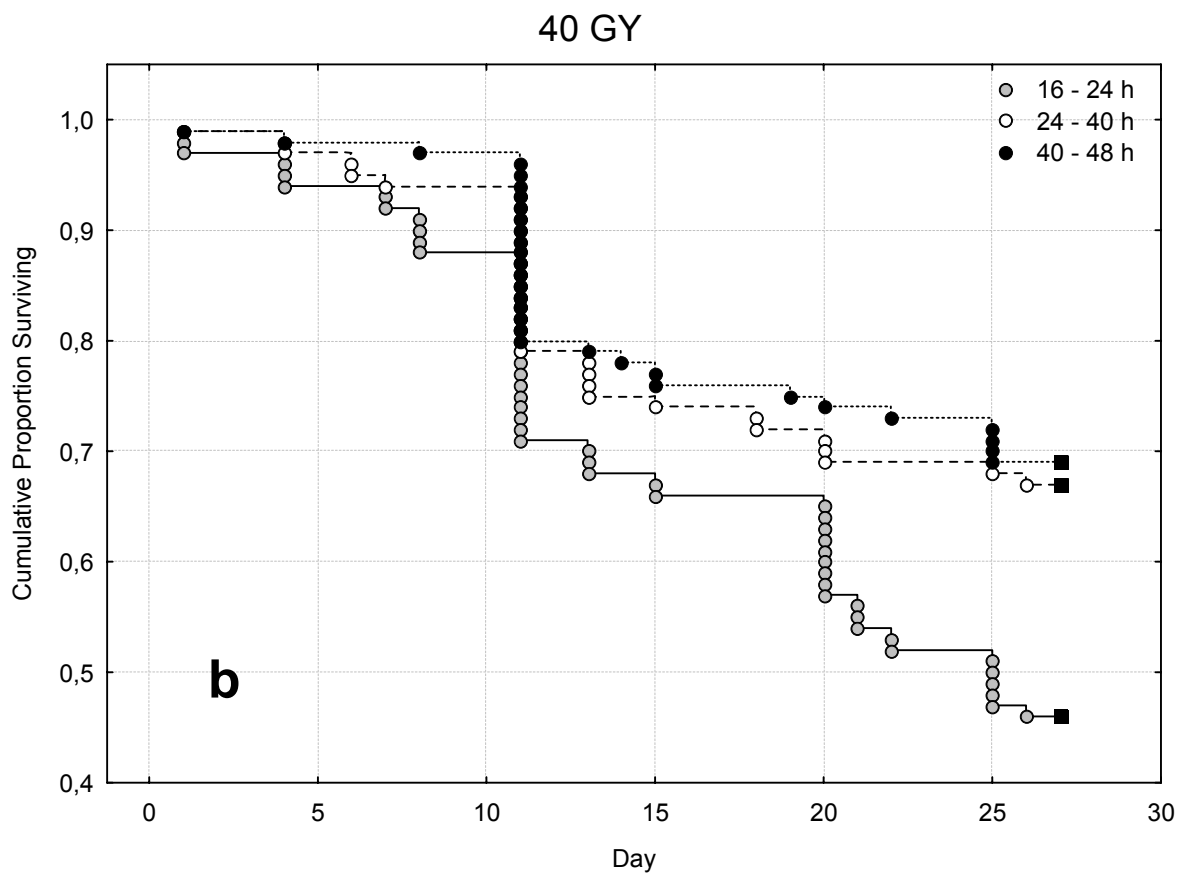 40 GY
16 - 24 h
24 - 40 h
40 - 48 h
1,0
0,9
0,8
0,7
0,6
0,5
0,4
Cumulative Proportion Surviving
b
0 5 10 15 20 25 30
Day